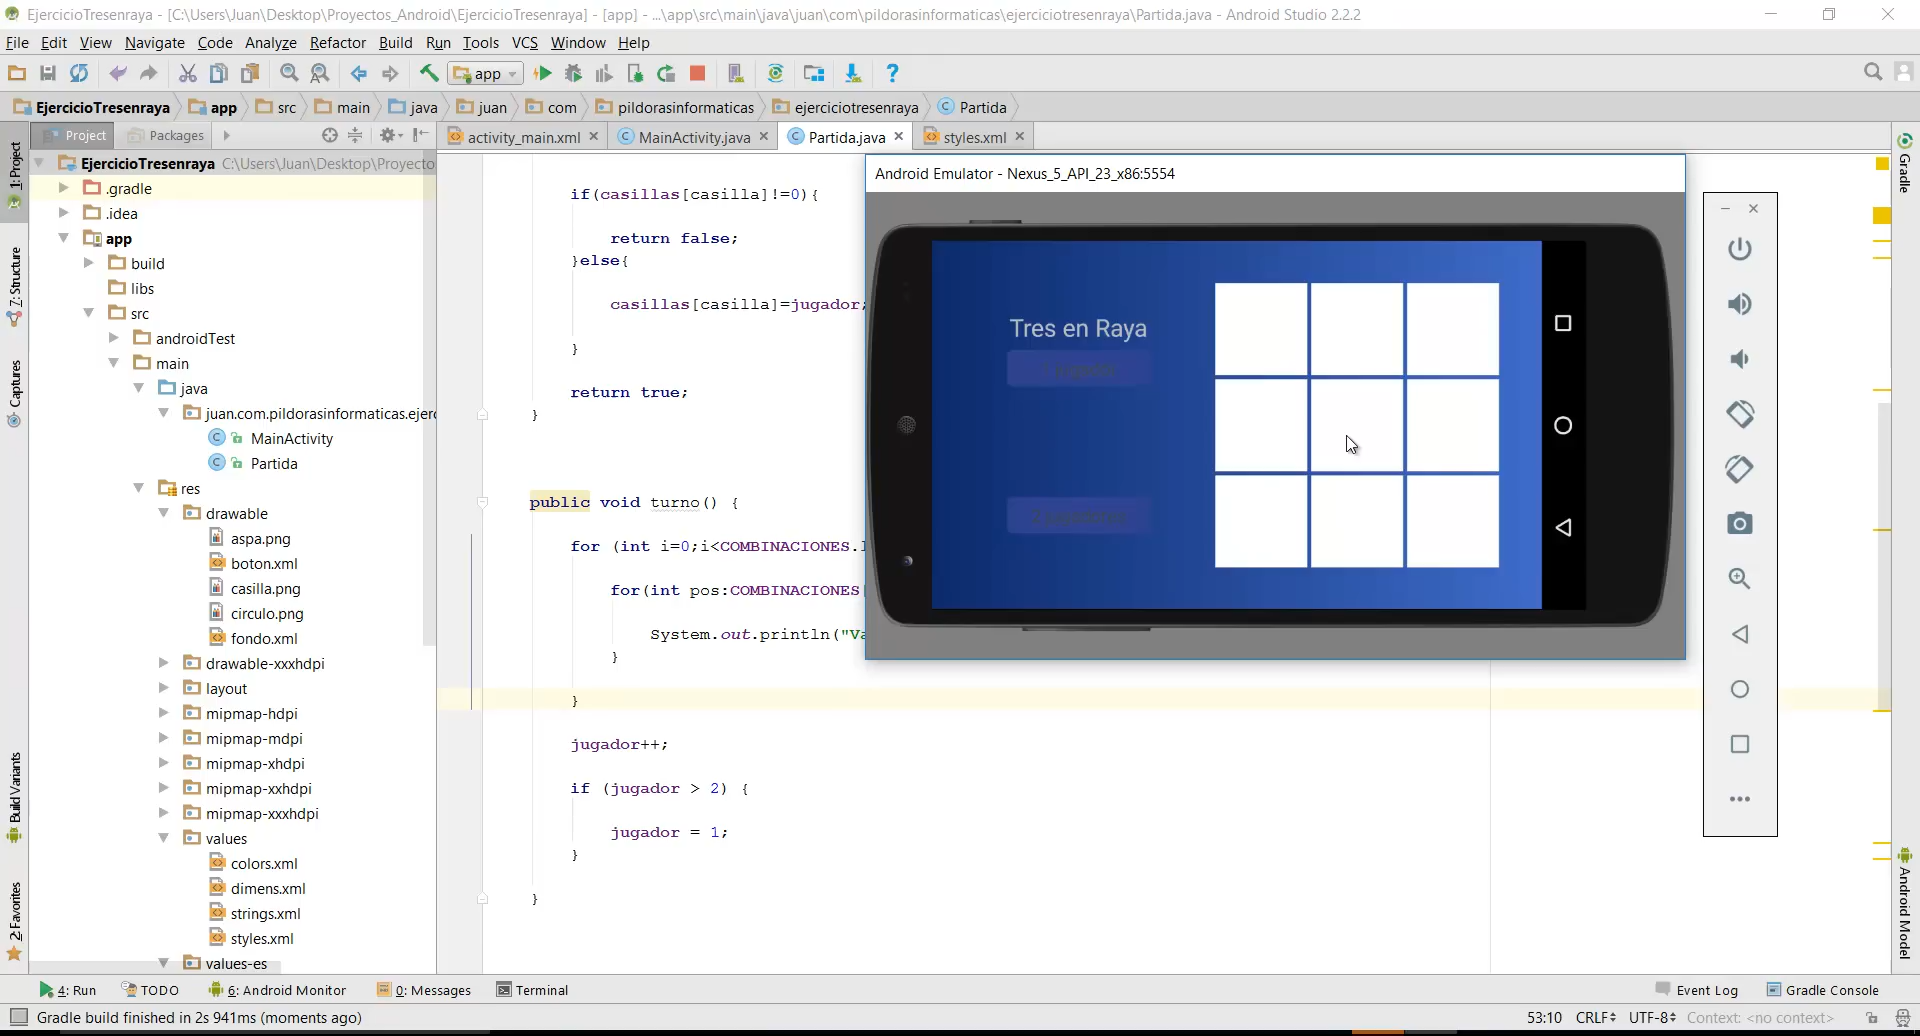 EjercicioTresenraya - [C:\Users\Juan\Desktop\Proyectos_Android\EjercicioTresenraya] - [app] - ...\app\src\main\java\juan\com\pildorasinformaticas\ejerciciotresenraya\Partida.java - Android Studio 2.2.2
File Edit View Navigate Code Analyze Refactor Build Run Tools VCS Window Help
app
EjercicioTresenraya app src main java juan com pildorasinformaticas ejerciciotresenraya Partida
Project Packages
activity_main.xml MainActivity.java Partida.java styles.xml
1: Project
7: Structure
Captures
Build Variants
2: Favorites
EjercicioTresenraya C:\Users\Juan\Desktop\Proyecto
.gradle
.idea
app
build
libs
src
androidTest
main
java
juan.com.pildorasinformaticas.ejerc
MainActivity
Partida
res
drawable
aspa.png
boton.xml
casilla.png
circulo.png
fondo.xml
drawable-xxxhdpi
layout
mipmap-hdpi
mipmap-mdpi
mipmap-xhdpi
mipmap-xxhdpi
mipmap-xxxhdpi
values
colors.xml
dimens.xml
strings.xml
styles.xml
values-es
if(casillas[casilla]!=0){
return false;
}else{
casillas[casilla]=jugador;
}
return true;
}
public void turno() {
for (int i=0;i<COMBINACIONES.
for(int pos:COMBINACIONES[
System.out.println("Va
}
}
jugador++;
if (jugador > 2) {
jugador = 1;
}
}
Android Emulator - Nexus_5_API_23_x86:5554
Tres en Raya
Gradle
Android Model
4: Run TODO 6: Android Monitor 0: Messages Terminal Event Log Gradle Console
Gradle build finished in 2s 941ms (moments ago) 53:10 CRLF UTF-8 Context: <no context>